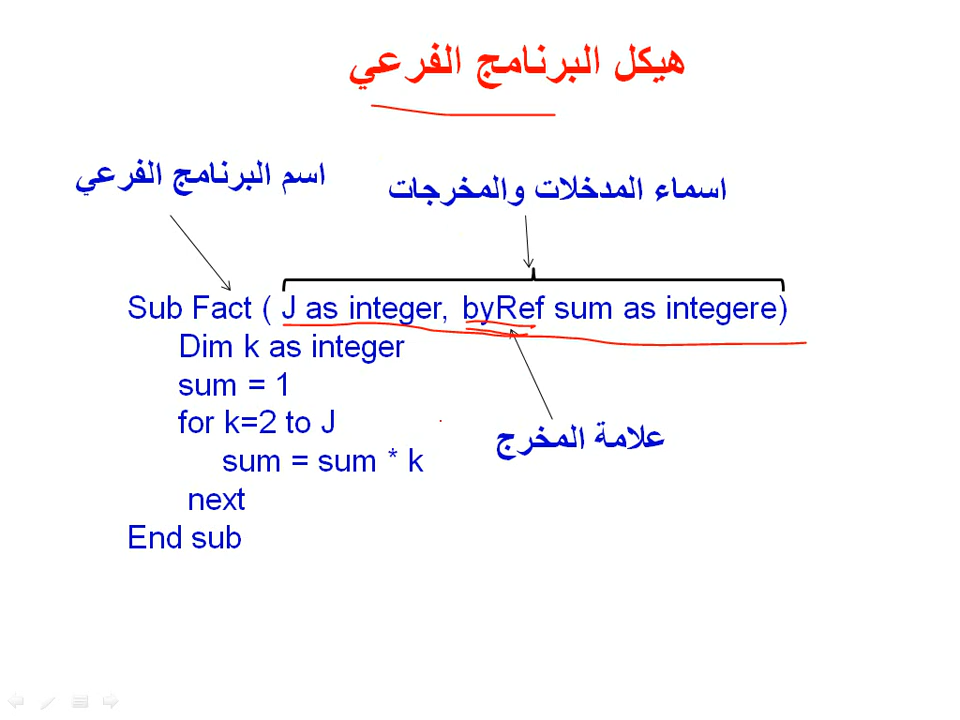 هيكل البرنامج الفرعي
اسم البرنامج الفرعي
اسماء المدخلات والمخرجات
Sub Fact ( J as integer, byRef sum as integere)
Dim k as integer
sum = 1
for k=2 to J
علامة المخرج
sum = sum * k
next
End sub